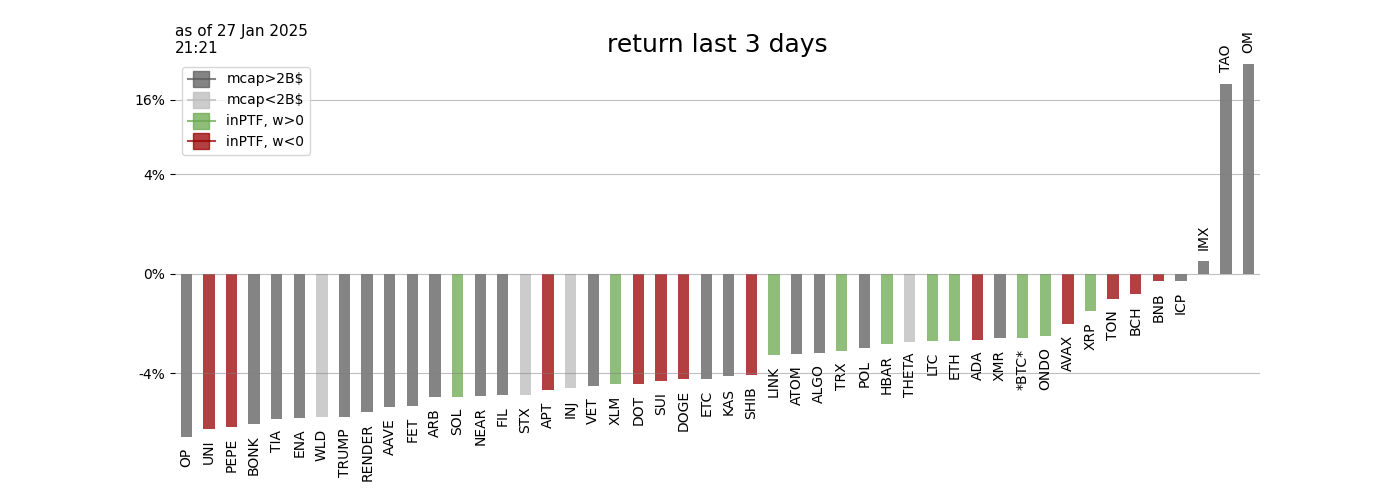 as of 27 Jan 2025
21:21
return last 3 days
mcap>2B$
mcap<2B$
inPTF, w>0
inPTF, w<0
16%
4%
0%
-4%
OP
UNI
PEPE
BONK
TIA
ENA
WLD
TRUMP
RENDER
AAVE
FET
ARB
SOL
NEAR
FIL
STX
APT
INJ
VET
XLM
DOT
SUI
DOGE
ETC
KAS
SHIB
LINK
ATOM
ALGO
TRX
POL
HBAR
THETA
LTC
ETH
ADA
XMR
*BTC*
ONDO
AVAX
XRP
TON
BCH
BNB
ICP
IMX
TAO
OM